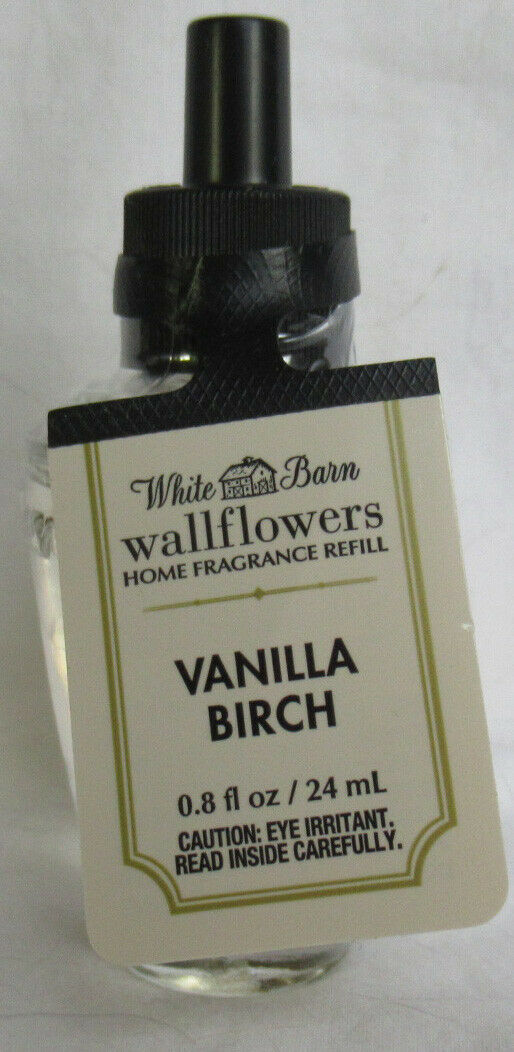 White Barn
wallflowers
HOME FRAGRANCE REFILL
VANILLA
BIRCH
0.8 fl oz / 24 mL
CAUTION: EYE IRRITANT.
READ INSIDE CAREFULLY.